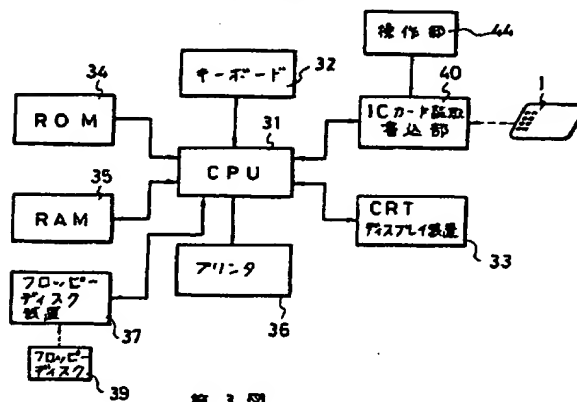 操作部
44
キーボード
32
34
ROM
40
ICカード読取
書込部
1
31
CPU
35
RAM
CRT
ディスプレイ装置
33
フロッピー
ディスク
装置
37
プリンタ
36
フロッピー
ディスク
39
第3図